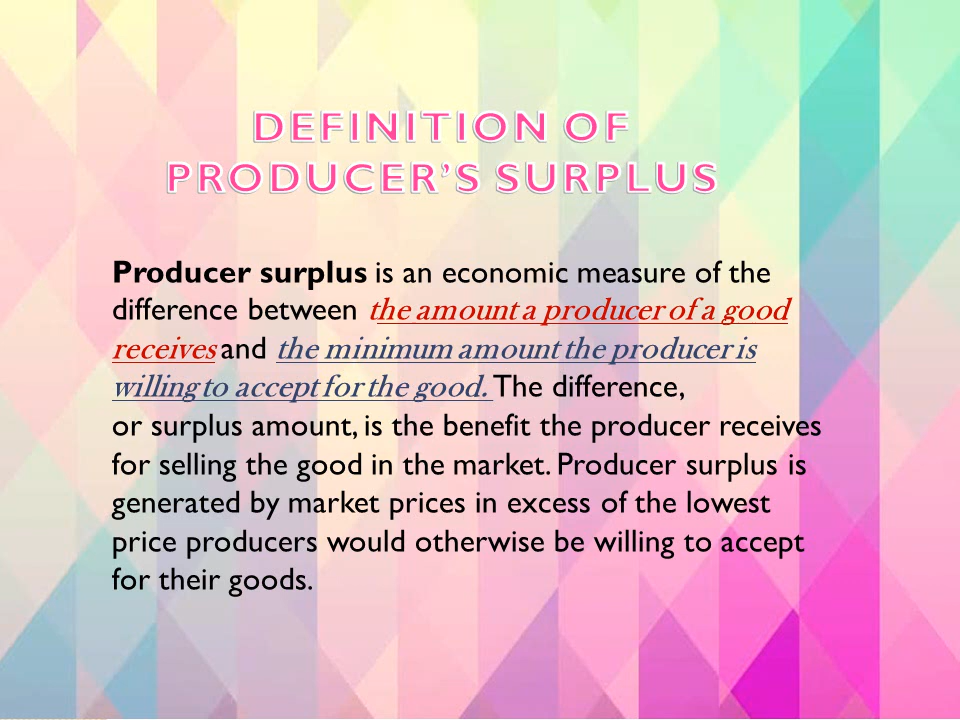 DEFINITION OF
PRODUCER'S SURPLUS
Producer surplus is an economic measure of the
difference between the amount a producer of a good
receives and the minimum amount the producer is
willing to accept for the good. The difference,
or surplus amount, is the benefit the producer receives
for selling the good in the market. Producer surplus is
generated by market prices in excess of the lowest
price producers would otherwise be willing to accept
for their goods.